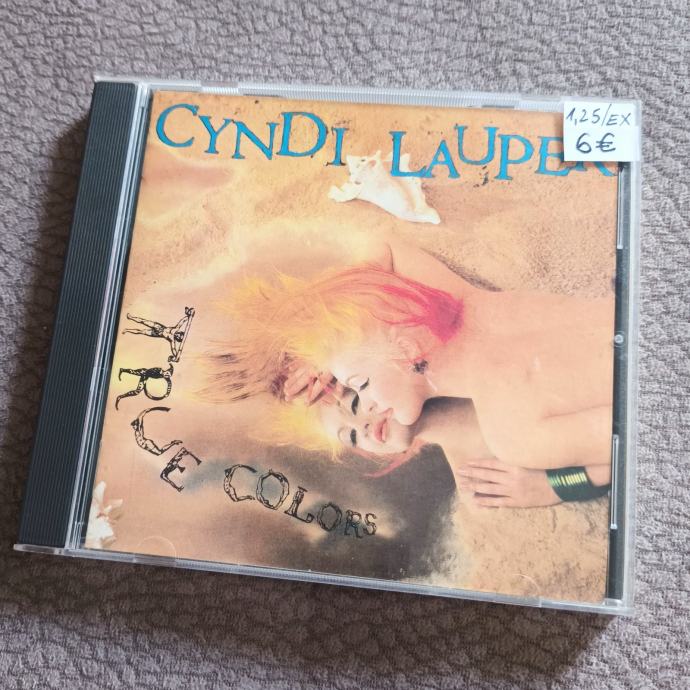 CYNDI LAUPER
1,25/EX
6€
TRUE COLORS